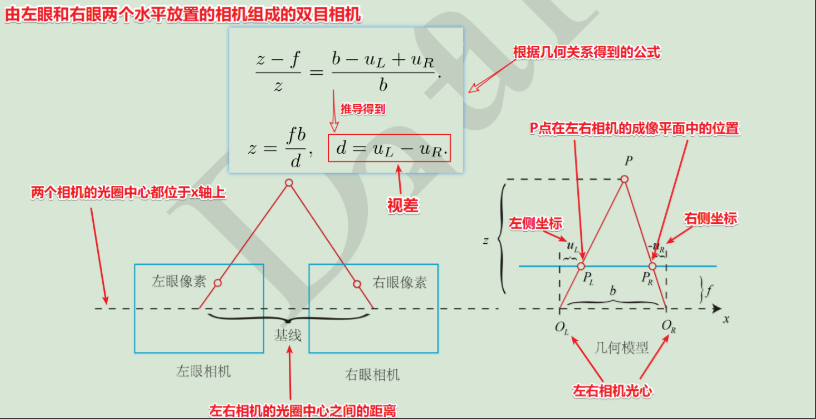 由左眼和右眼两个水平放置的相机组成的双目相机
z − f / z = b − u_L + u_R / b.
根据几何关系得到的公式
推导得到
z = fb / d, d = u_L − u_R.
视差
P点在左右相机的成像平面中的位置
两个相机的光圈中心都位于x轴上
左侧坐标
右侧坐标
P
z
u_L
-u_R
左眼像素
右眼像素
P_L
P_R
b
f
x
基线
O_L
O_R
几何模型
左眼相机
右眼相机
左右相机的光圈中心之间的距离
左右相机光心